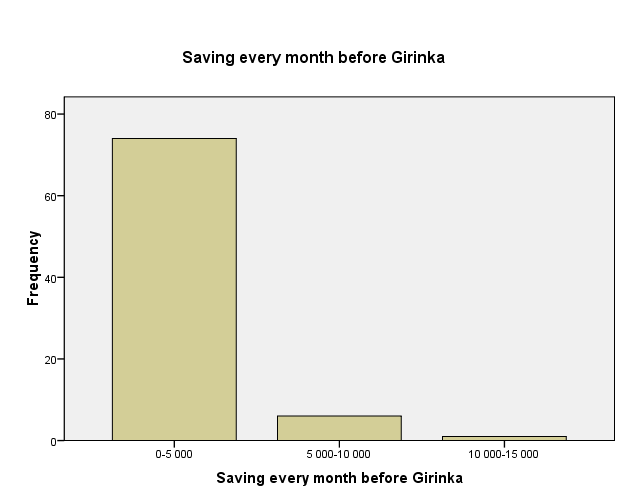 Saving every month before Girinka
Frequency
80
60
40
20
0
0-5 000
5 000-10 000
10 000-15 000
Saving every month before Girinka